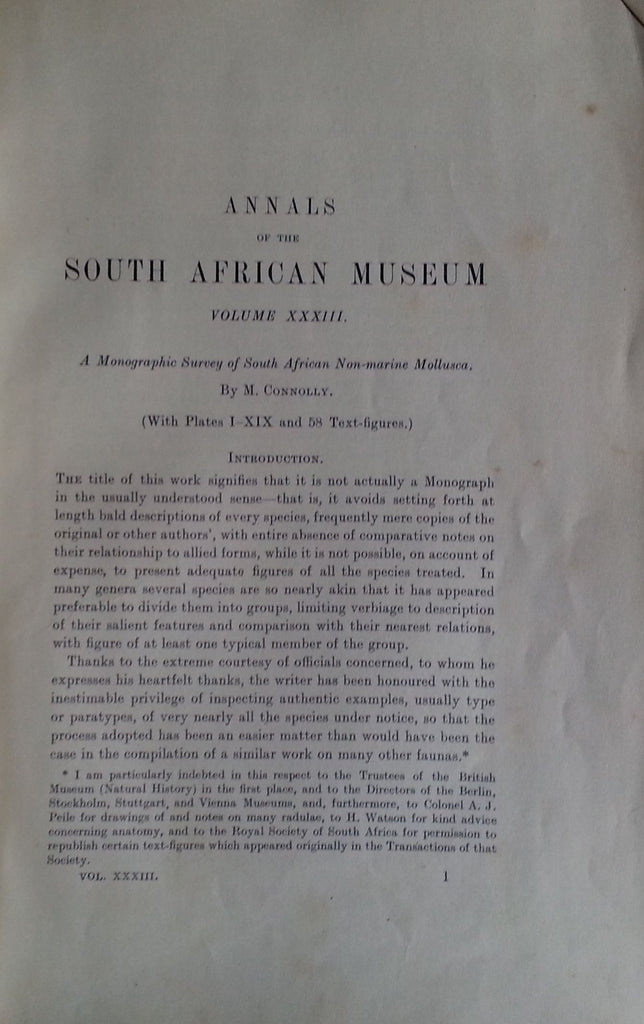 ANNALS
OF THE
SOUTH AFRICAN MUSEUM
VOLUME XXXIII.
A Monographic Survey of South African Non-marine Mollusca.
By M. CONNOLLY.
(With Plates I–XIX and 58 Text-figures.)
INTRODUCTION.
THE title of this work signifies that it is not actually a Monograph
in the usually understood sense—that is, it avoids setting forth at
length bald descriptions of every species, frequently mere copies of the
original or other authors', with entire absence of comparative notes on
their relationship to allied forms, while it is not possible, on account of
expense, to present adequate figures of all the species treated. In
many genera several species are so nearly akin that it has appeared
preferable to divide them into groups, limiting verbiage to description
of their salient features and comparison with their nearest relations,
with figure of at least one typical member of the group.
Thanks to the extreme courtesy of officials concerned, to whom he
expresses his heartfelt thanks, the writer has been honoured with the
inestimable privilege of inspecting authentic examples, usually type
or paratypes, of very nearly all the species under notice, so that the
process adopted has been an easier matter than would have been the
case in the compilation of a similar work on many other faunas.*
* I am particularly indebted in this respect to the Trustees of the British
Museum (Natural History) in the first place, and to the Directors of the Berlin,
Stockholm, Stuttgart, and Vienna Museums, and, furthermore, to Colonel A. J.
Peile for drawings of and notes on many radulae, to H. Watson for kind advice
concerning anatomy, and to the Royal Society of South Africa for permission to
republish certain text-figures which appeared originally in the Transactions of that
Society.
VOL. XXXIII. 1